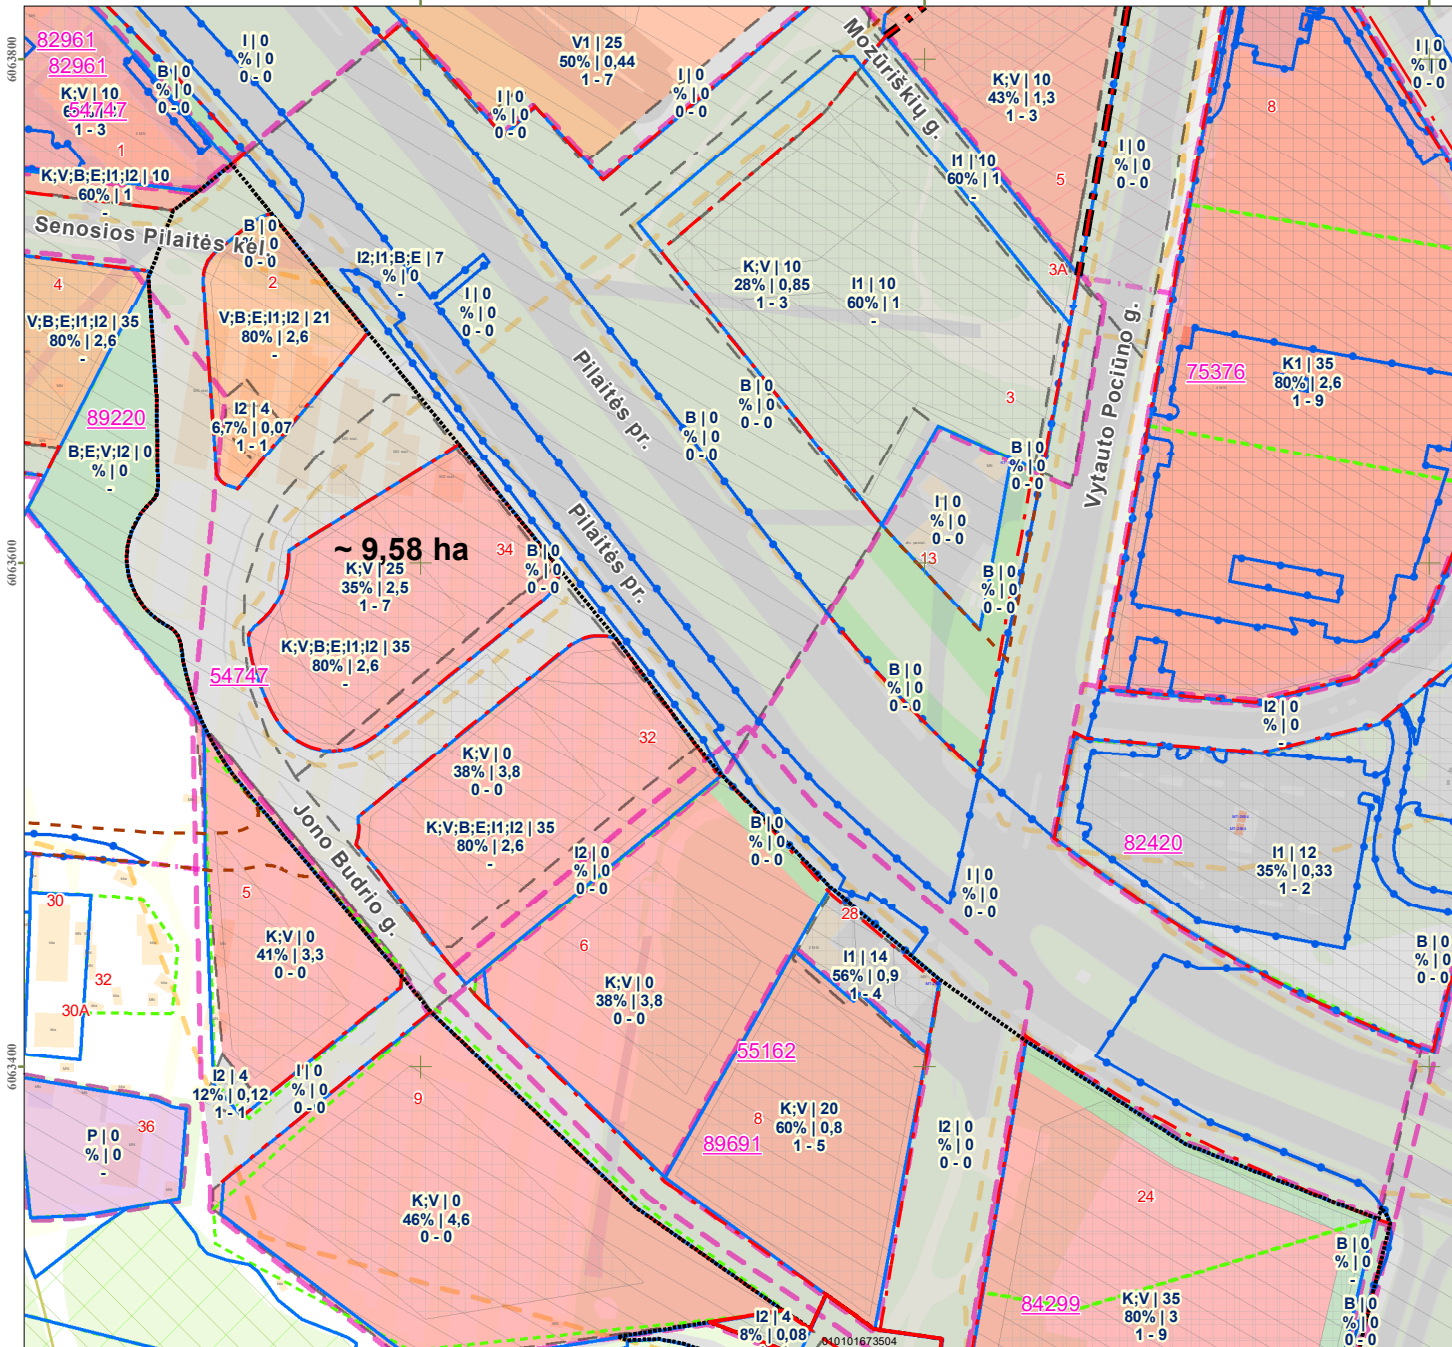 6063800
6063600
6063400
82961
82961
K;V | 10
54747
1 - 3
1
B | 0
% | 0
0 - 0
I | 0
% | 0
0 - 0
V1 | 25
50% | 0,44
1 - 7
I | 0
% | 0
0 - 0
I | 0
% | 0
0 - 0
Mozūriškių g.
K;V | 10
43% | 1,3
1 - 3
5
I1 | 10
60% | 1
-
I | 0
% | 0
0 - 0
8
I | 0
% | 0
0 - 0
K;V;B;E;I1;I2 | 10
60% | 1
-
Senosios Pilaitės kel
B | 0
% | 0
0 - 0
2
4
V;B;E;I1;I2 | 35
80% | 2,6
-
V;B;E;I1;I2 | 21
80% | 2,6
-
I2;I1;B;E | 7
% | 0
-
I | 0
% | 0
0 - 0
K;V | 10
28% | 0,85
1 - 3
I1 | 10
60% | 1
-
3A
3
Vytauto Pociūno g.
75376
K1 | 35
80% | 2,6
1 - 9
89220
B;E;V;I2 | 0
% | 0
-
I2 | 4
6,7% | 0,07
1 - 1
Pilaitės pr.
B | 0
% | 0
0 - 0
B | 0
% | 0
0 - 0
B | 0
% | 0
0 - 0
I | 0
% | 0
0 - 0
13
B | 0
% | 0
0 - 0
~ 9,58 ha
34
K;V | 25
35% | 2,5
1 - 7
B | 0
% | 0
0 - 0
Pilaitės pr.
K;V;B;E;I1;I2 | 35
80% | 2,6
-
54747
B | 0
% | 0
0 - 0
I2 | 0
% | 0
-
32
K;V | 0
38% | 3,8
0 - 0
K;V;B;E;I1;I2 | 35
80% | 2,6
-
I2 | 0
% | 0
0 - 0
B | 0
% | 0
0 - 0
Jono Budrio g.
82420
I1 | 12
35% | 0,33
1 - 2
I | 0
% | 0
0 - 0
B | 0
% | 0
0 - 0
30
32
30A
5
K;V | 0
41% | 3,3
0 - 0
6
K;V | 0
38% | 3,8
0 - 0
28
I1 | 14
56% | 0,9
1 - 4
55162
I2 | 4
12% | 0,12
1 - 1
I | 0
% | 0
0 - 0
9
36
P | 0
% | 0
-
8
K;V | 20
60% | 0,8
1 - 5
89691
I2 | 0
% | 0
0 - 0
K;V | 0
46% | 4,6
0 - 0
24
84299
K;V | 35
80% | 3
1 - 9
B | 0
% | 0
-
B | 0
% | 0
0 - 0
I2 | 4
8% | 0,08
010101673504